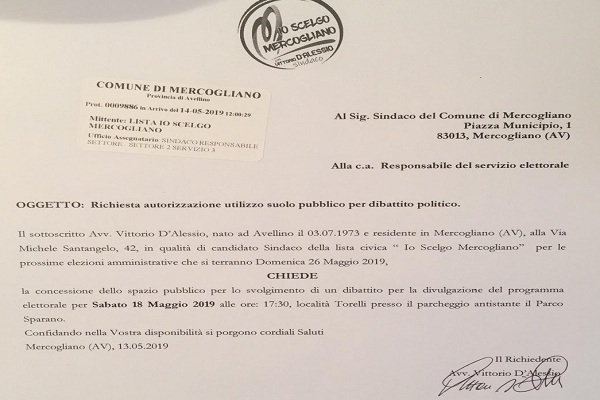 IO SCELGO
MERCOGLIANO
VITTORIO D'ALESSIO
sindaco
COMUNE DI MERCOGLIANO
Provincia di Avellino
Prot. 0009886 in Arrivo del 14-05-2019 12:00:29
Mittente: LISTA IO SCELGO
MERCOGLIANO
Ufficio Assegnatario SINDACO RESPONSABILE
SETTORE SETTORE 2 SERVIZIO 3
Al Sig. Sindaco del Comune di Mercogliano
Piazza Municipio, 1
83013, Mercogliano (AV)
Alla c.a. Responsabile del servizio elettorale
OGGETTO: Richiesta autorizzazione utilizzo suolo pubblico per dibattito politico.
Il sottoscritto Avv. Vittorio D'Alessio, nato ad Avellino il 03.07.1973 e residente in Mercogliano (AV), alla Via
Michele Santangelo, 42, in qualità di candidato Sindaco della lista civica “ Io Scelgo Mercogliano” per le
prossime elezioni amministrative che si terranno Domenica 26 Maggio 2019,
CHIEDE
la concessione dello spazio pubblico per lo svolgimento di un dibattito per la divulgazione del programma
elettorale per Sabato 18 Maggio 2019 alle ore: 17:30, località Torelli presso il parcheggio antistante il Parco
Sparano.
Confidando nella Vostra disponibilità si porgono cordiali Saluti
Mercogliano (AV), 13.05.2019
Il Richiedente
Avv. Vittorio D'Alessio